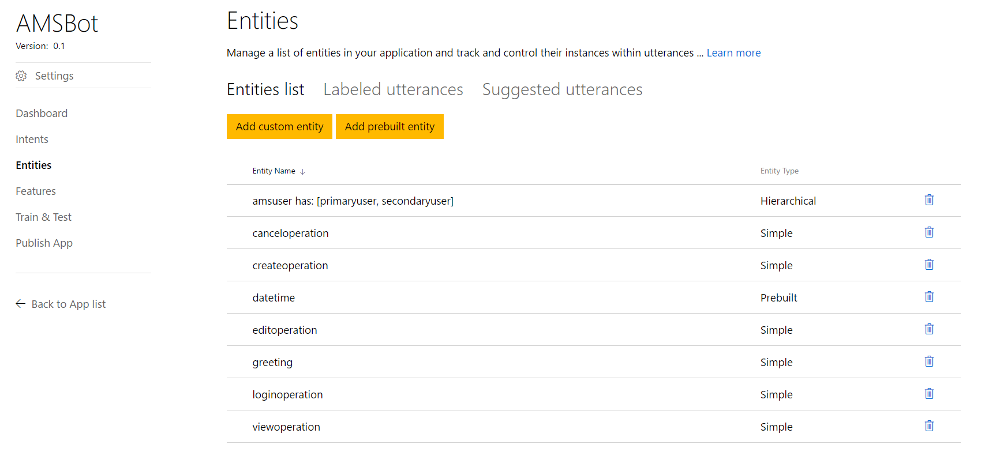 AMSBot
Version: 0.1
Settings
Dashboard
Intents
Entities
Features
Train & Test
Publish App
Back to App list
Entities
Manage a list of entities in your application and track and control their instances within utterances ... Learn more
Entities list Labeled utterances Suggested utterances
Add custom entity Add prebuilt entity
Entity Name Entity Type
amsuser has: [primaryuser, secondaryuser] Hierarchical
canceloperation Simple
createoperation Simple
datetime Prebuilt
editoperation Simple
greeting Simple
loginoperation Simple
viewoperation Simple